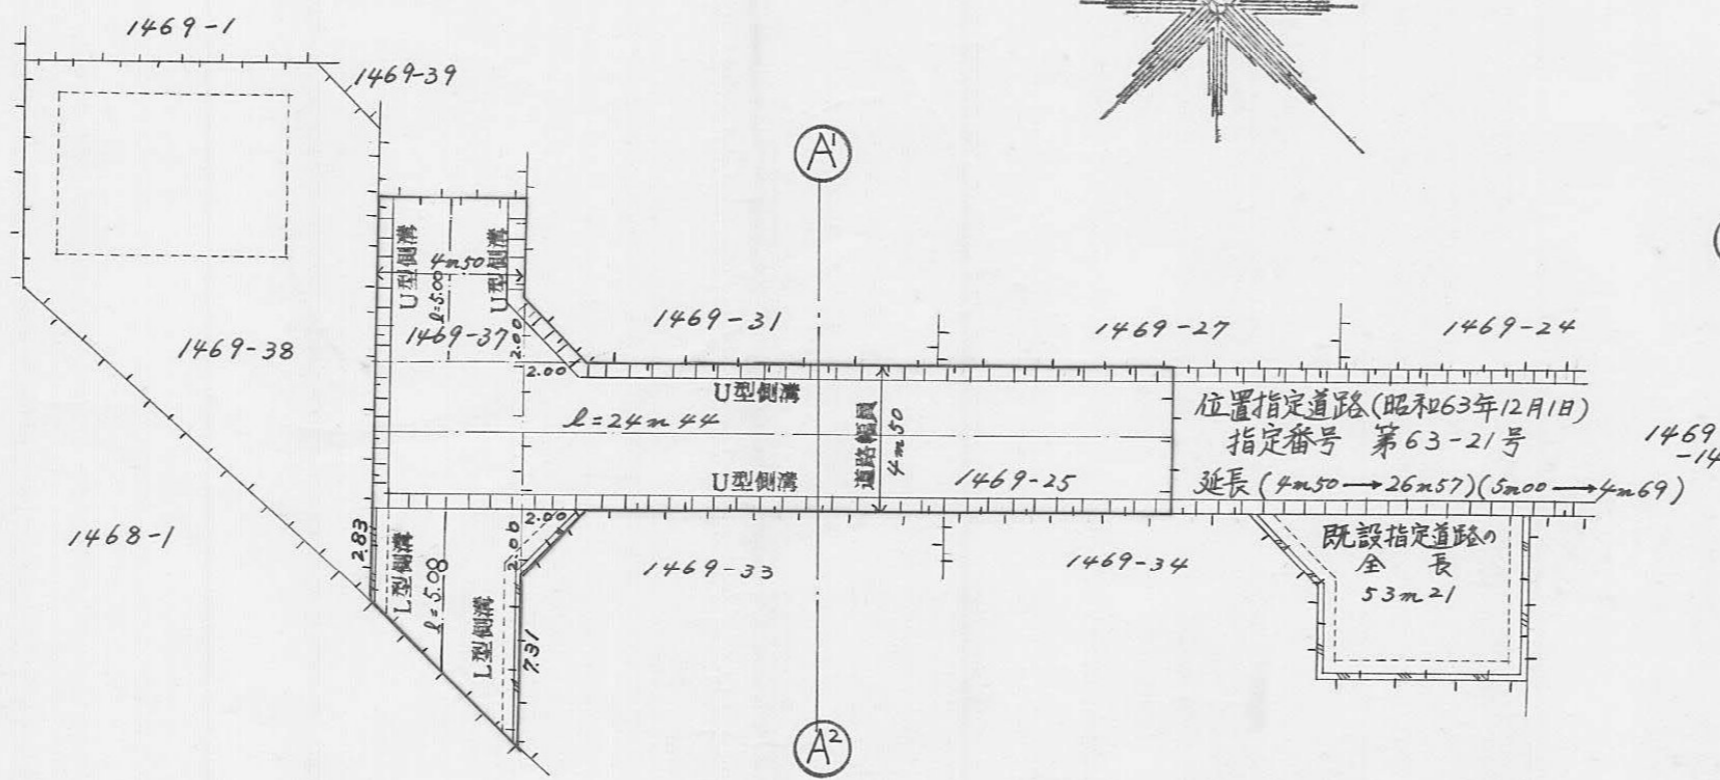 1469-1
1469-39
A1
U型側溝
l=5.00
4m50
U型側溝
1469-38
1469-37
2.00
2.00
1469-31
1469-27
1469-24
U型側溝
l=24m44
道路幅員
4m50
U型側溝
1469-25
位置指定道路(昭和63年12月1日)
指定番号 第63-21号
延長(4m50→26m57)(5m00→4m69)
1469
-14
1468-1
2.83
L型側溝
l=5.00
L型側溝
2.00
2.00
7.31
1469-33
1469-34
既設指定道路の
全長
53m21
A2